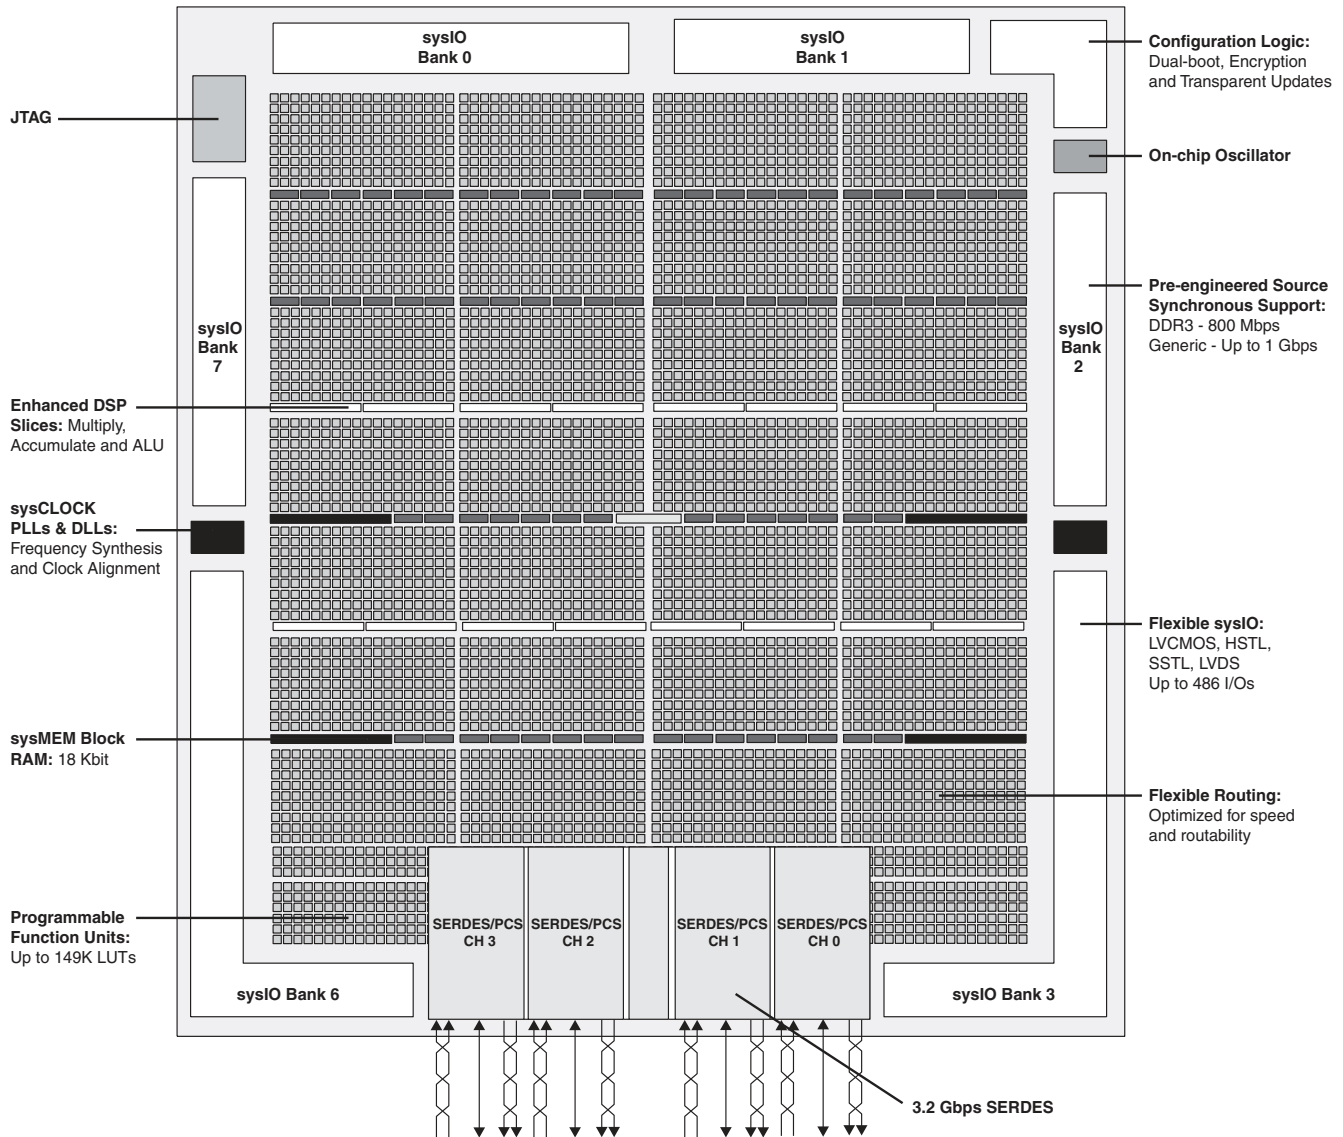 sysIO
Bank 0
sysIO
Bank 1
Configuration Logic:
Dual-boot, Encryption
and Transparent Updates
JTAG
On-chip Oscillator
sysIO
Bank
7
sysIO
Bank
2
Pre-engineered Source
Synchronous Support:
DDR3 - 800 Mbps
Generic - Up to 1 Gbps
Enhanced DSP
Slices: Multiply,
Accumulate and ALU
sysCLOCK
PLLs & DLLs:
Frequency Synthesis
and Clock Alignment
Flexible sysIO:
LVCMOS, HSTL,
SSTL, LVDS
Up to 486 I/Os
sysMEM Block
RAM: 18 Kbit
Flexible Routing:
Optimized for speed
and routability
Programmable
Function Units:
Up to 149K LUTs
SERDES/PCS
CH 3
SERDES/PCS
CH 2
SERDES/PCS
CH 1
SERDES/PCS
CH 0
sysIO Bank 6
sysIO Bank 3
3.2 Gbps SERDES